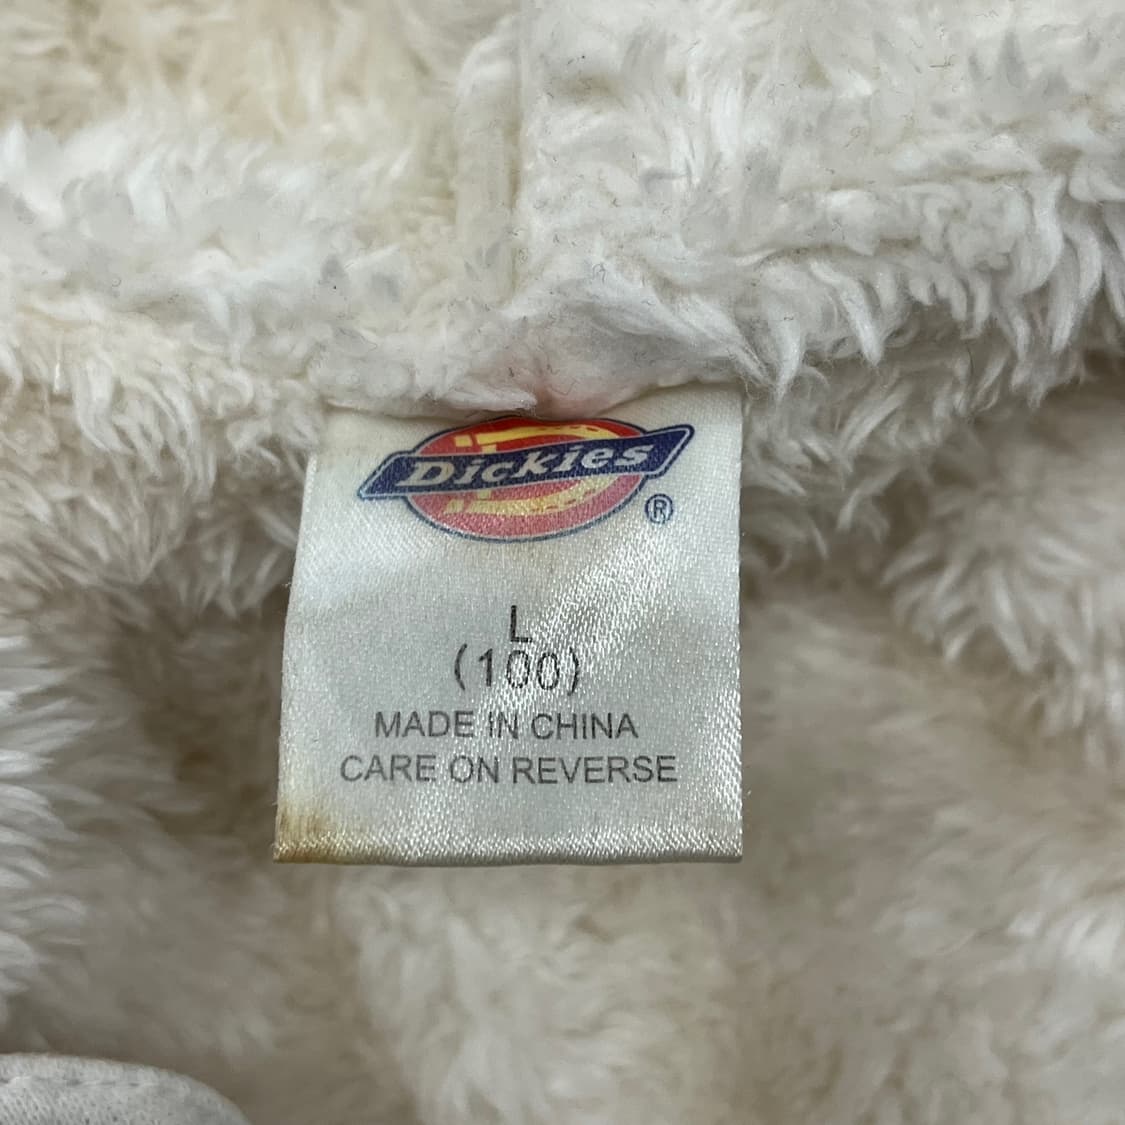 Dickies
®
L
(100)
MADE IN CHINA
CARE ON REVERSE